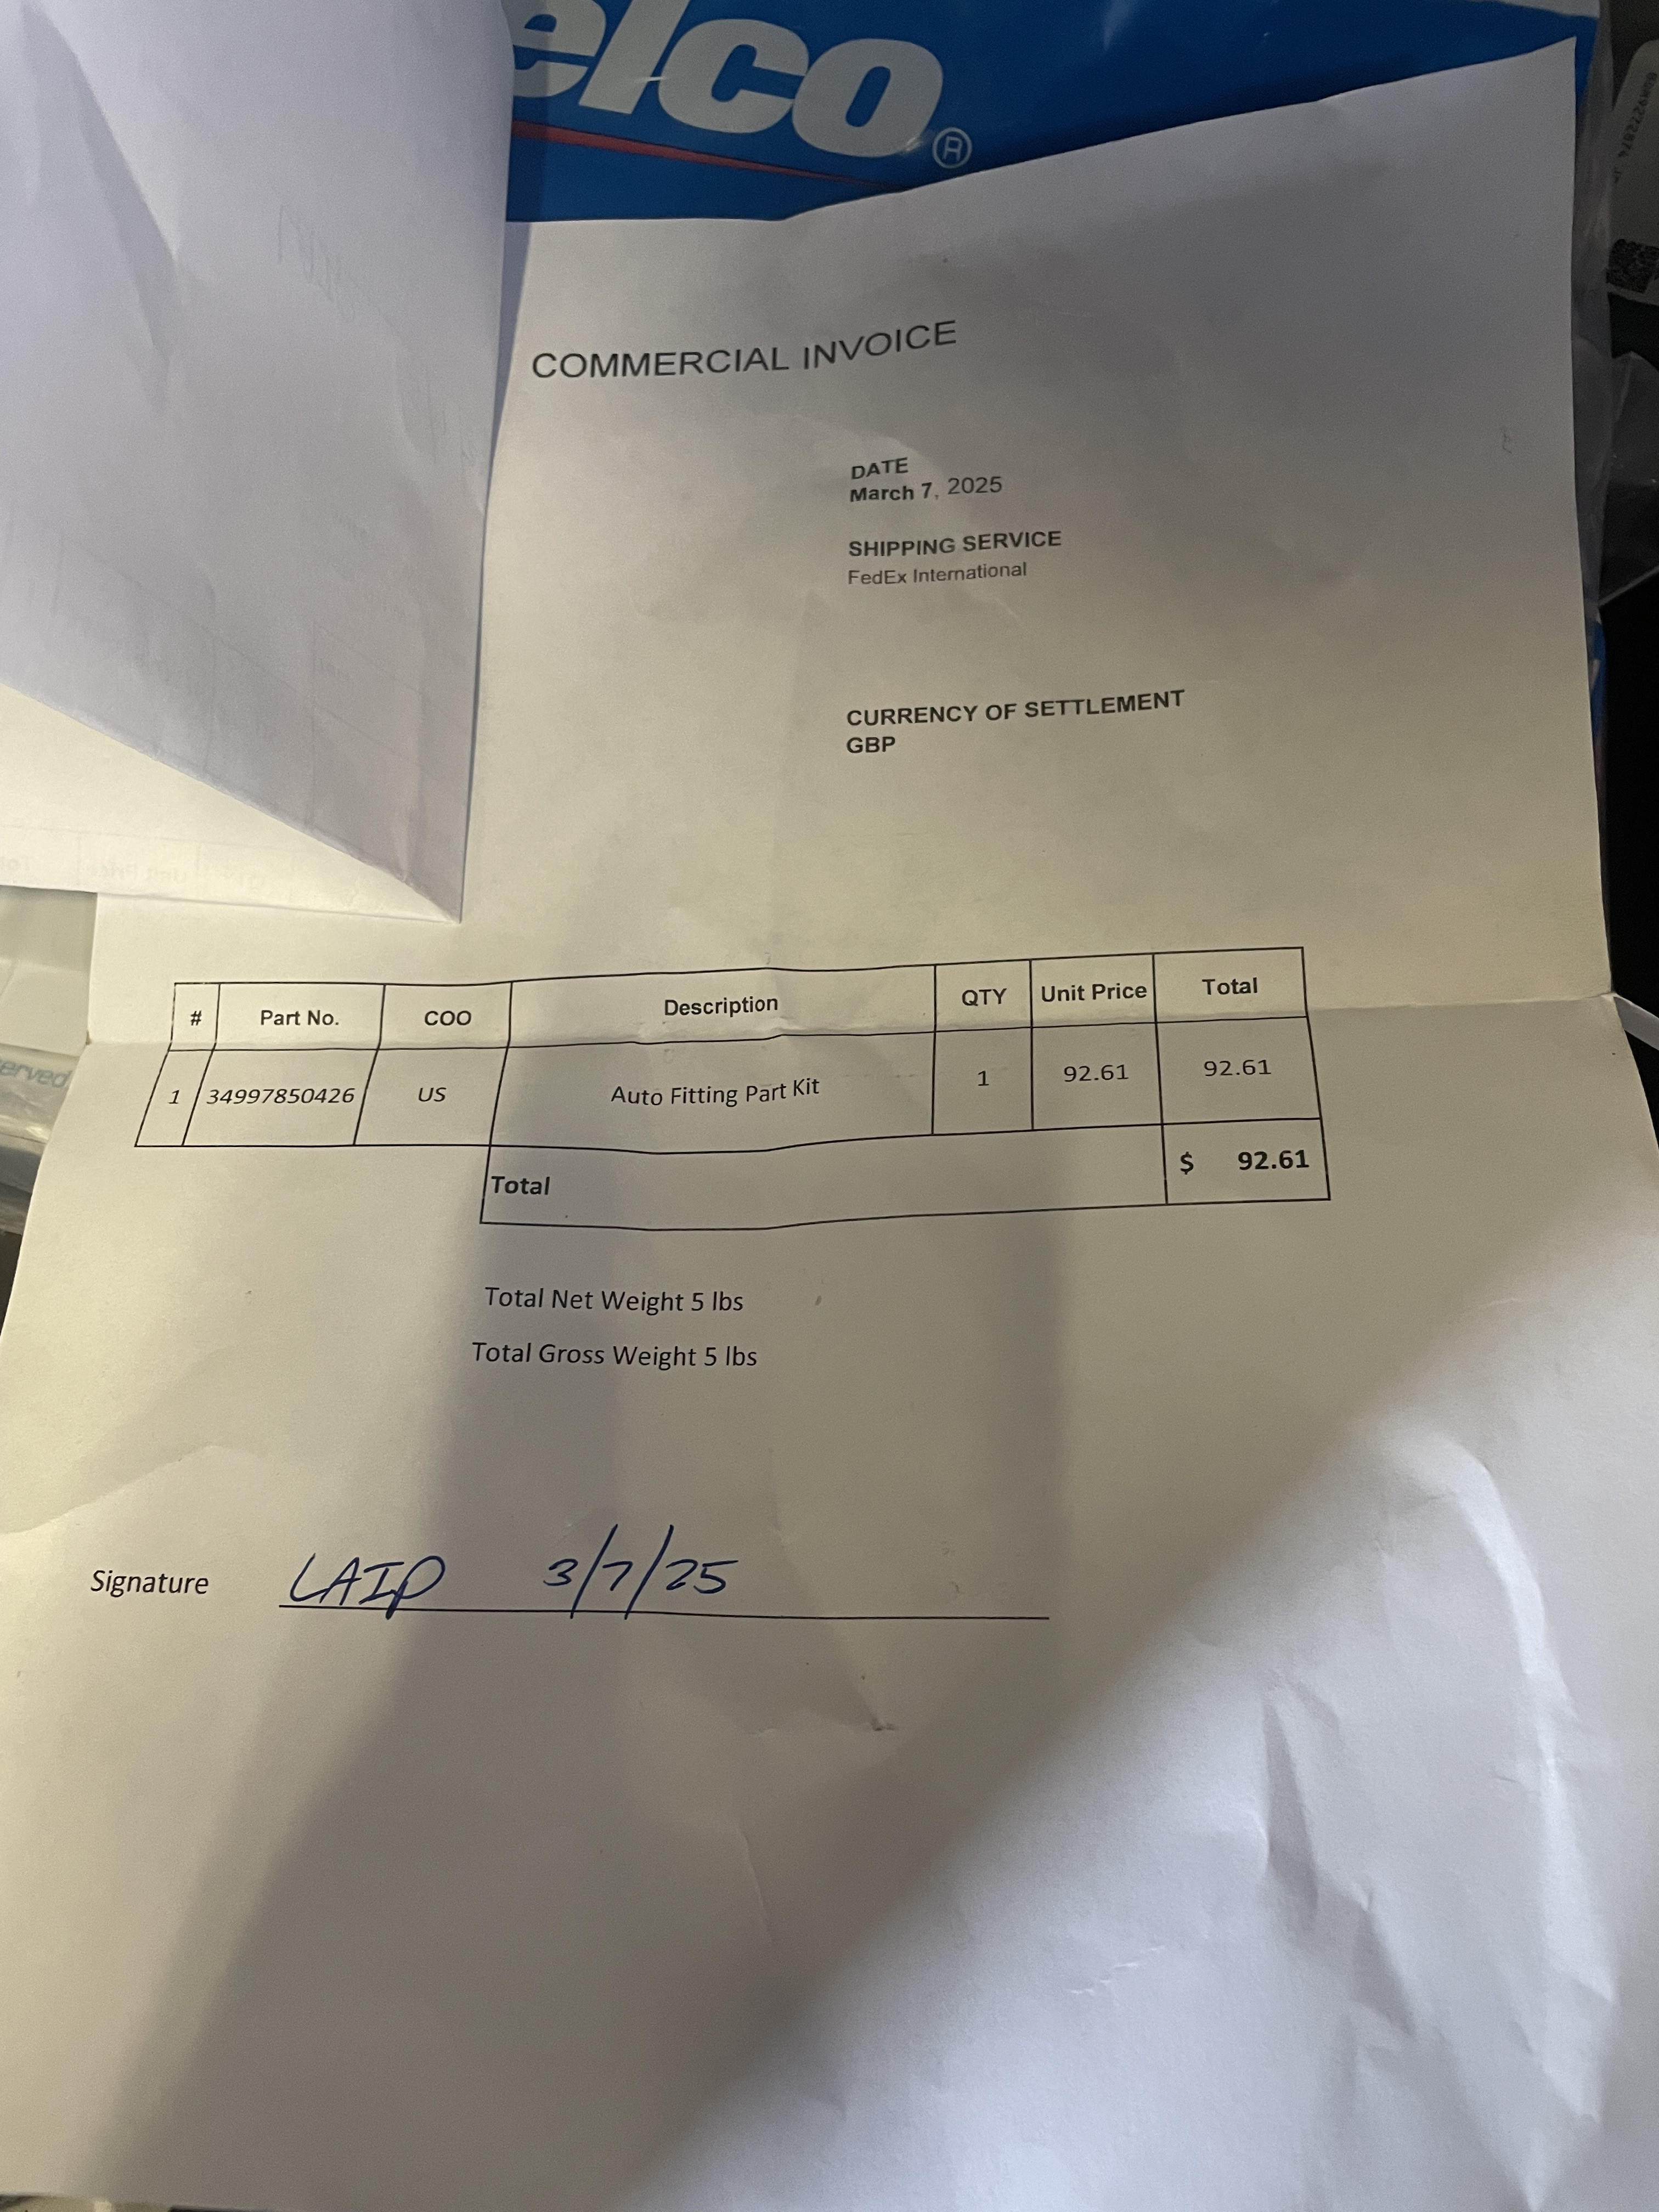 elco®
COMMERCIAL INVOICE
DATE
March 7, 2025
SHIPPING SERVICE
FedEx International
CURRENCY OF SETTLEMENT
GBP
# Part No. COO Description QTY Unit Price Total
1 34997850426 US Auto Fitting Part Kit 1 92.61 92.61
Total $ 92.61
erved
Total Net Weight 5 lbs
Total Gross Weight 5 lbs
Signature LAIP 3/7/25